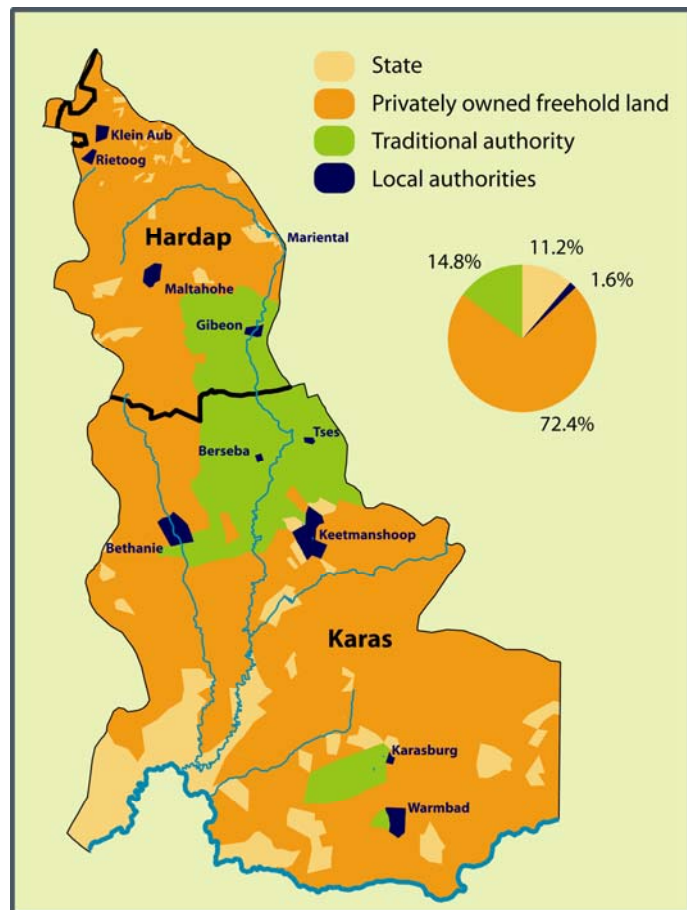 State
Privately owned freehold land
Traditional authority
Local authorities
Klein Aub
Rietoog
Hardap
Mariental
Maltahohe
Gibeon
11.2%
14.8%
1.6%
72.4%
Tses
Berseba
Keetmanshoop
Bethanie
Karas
Karasburg
Warmbad